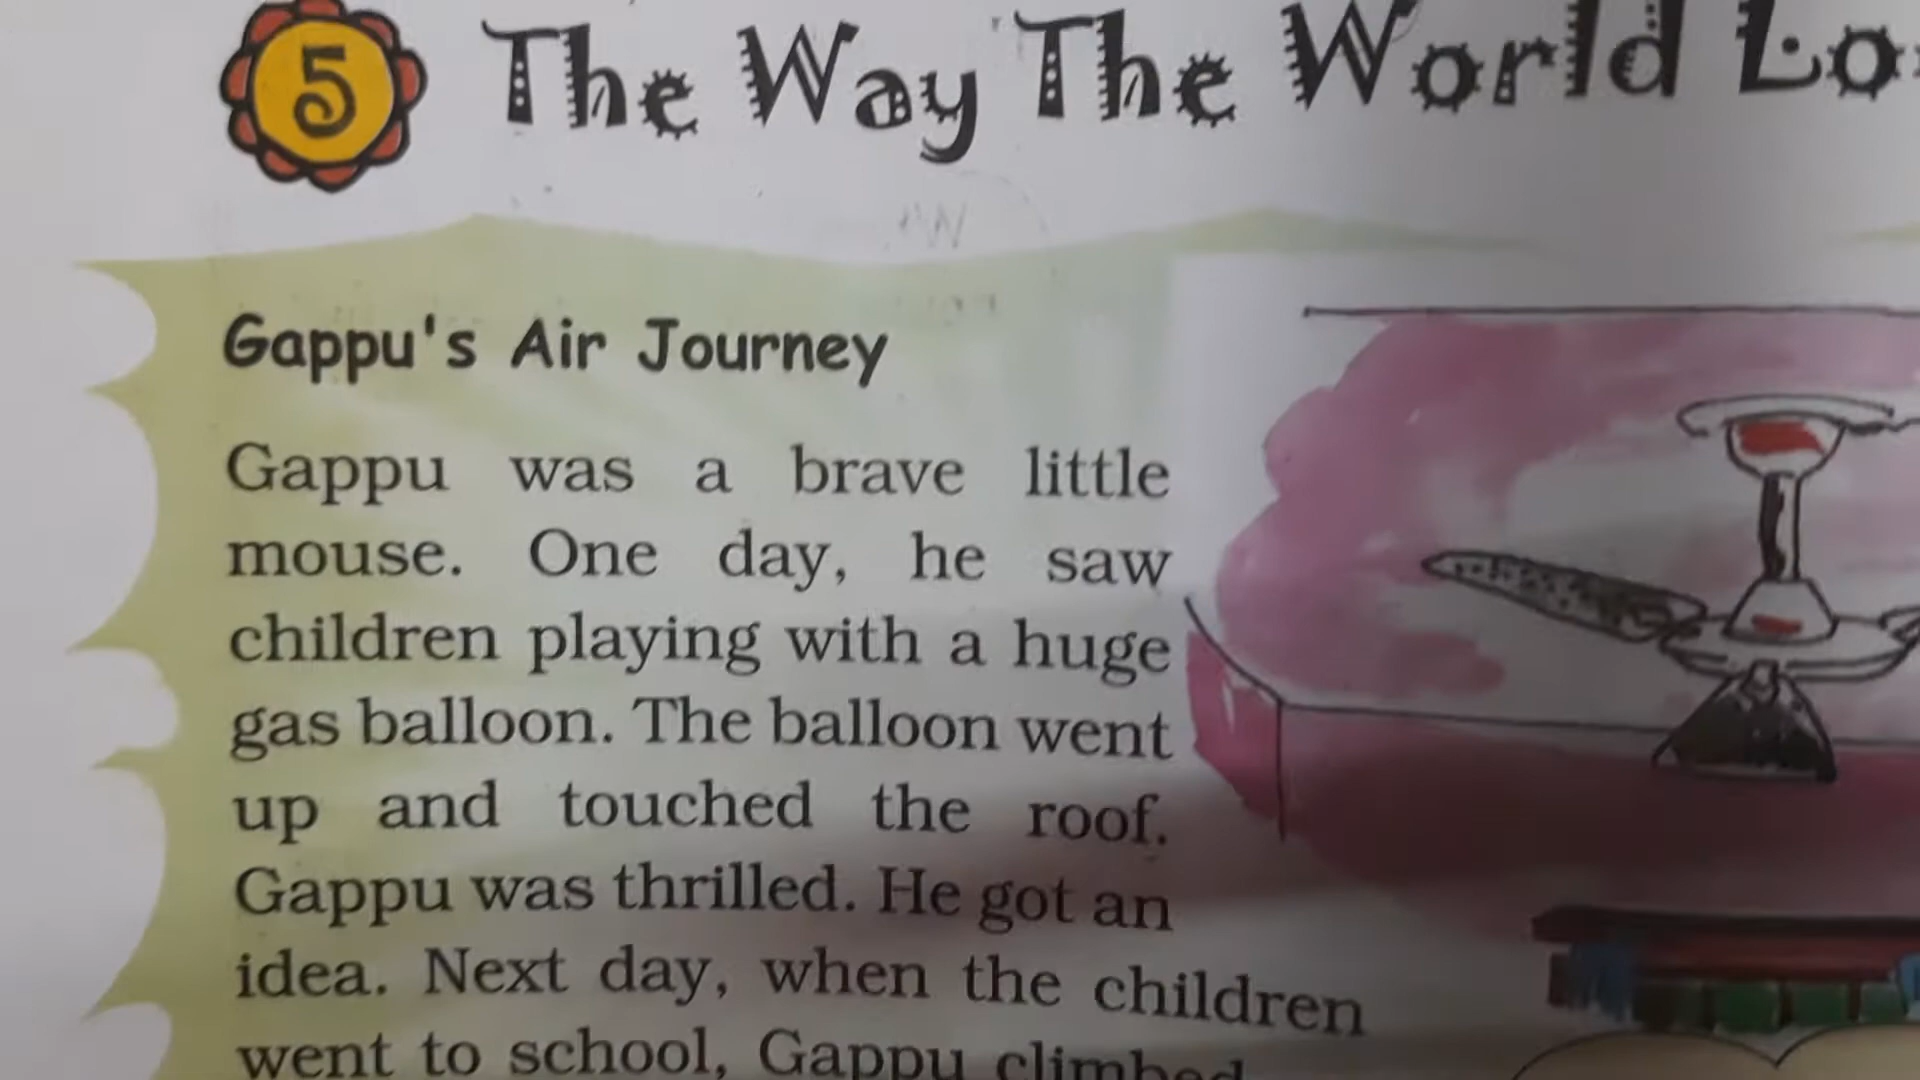 5 The Way The World Lo
Gappu's Air Journey
Gappu was a brave little
mouse. One day, he saw
children playing with a huge
gas balloon. The balloon went
up and touched the roof.
Gappu was thrilled. He got an
idea. Next day, when the children
went to school, Gappu climbed